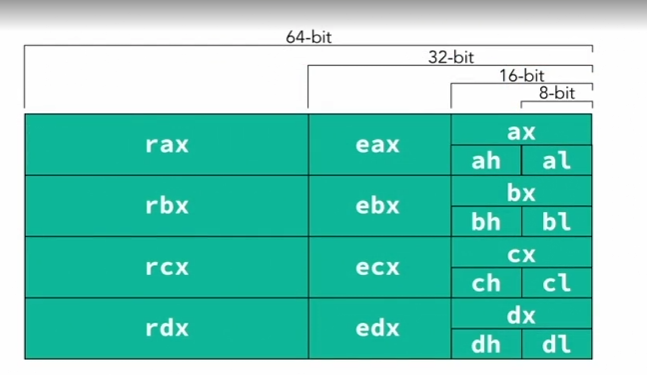 64-bit
32-bit
16-bit
8-bit
rax eax ax
ah al
rbx ebx bx
bh bl
rcx ecx cx
ch cl
rdx edx dx
dh dl